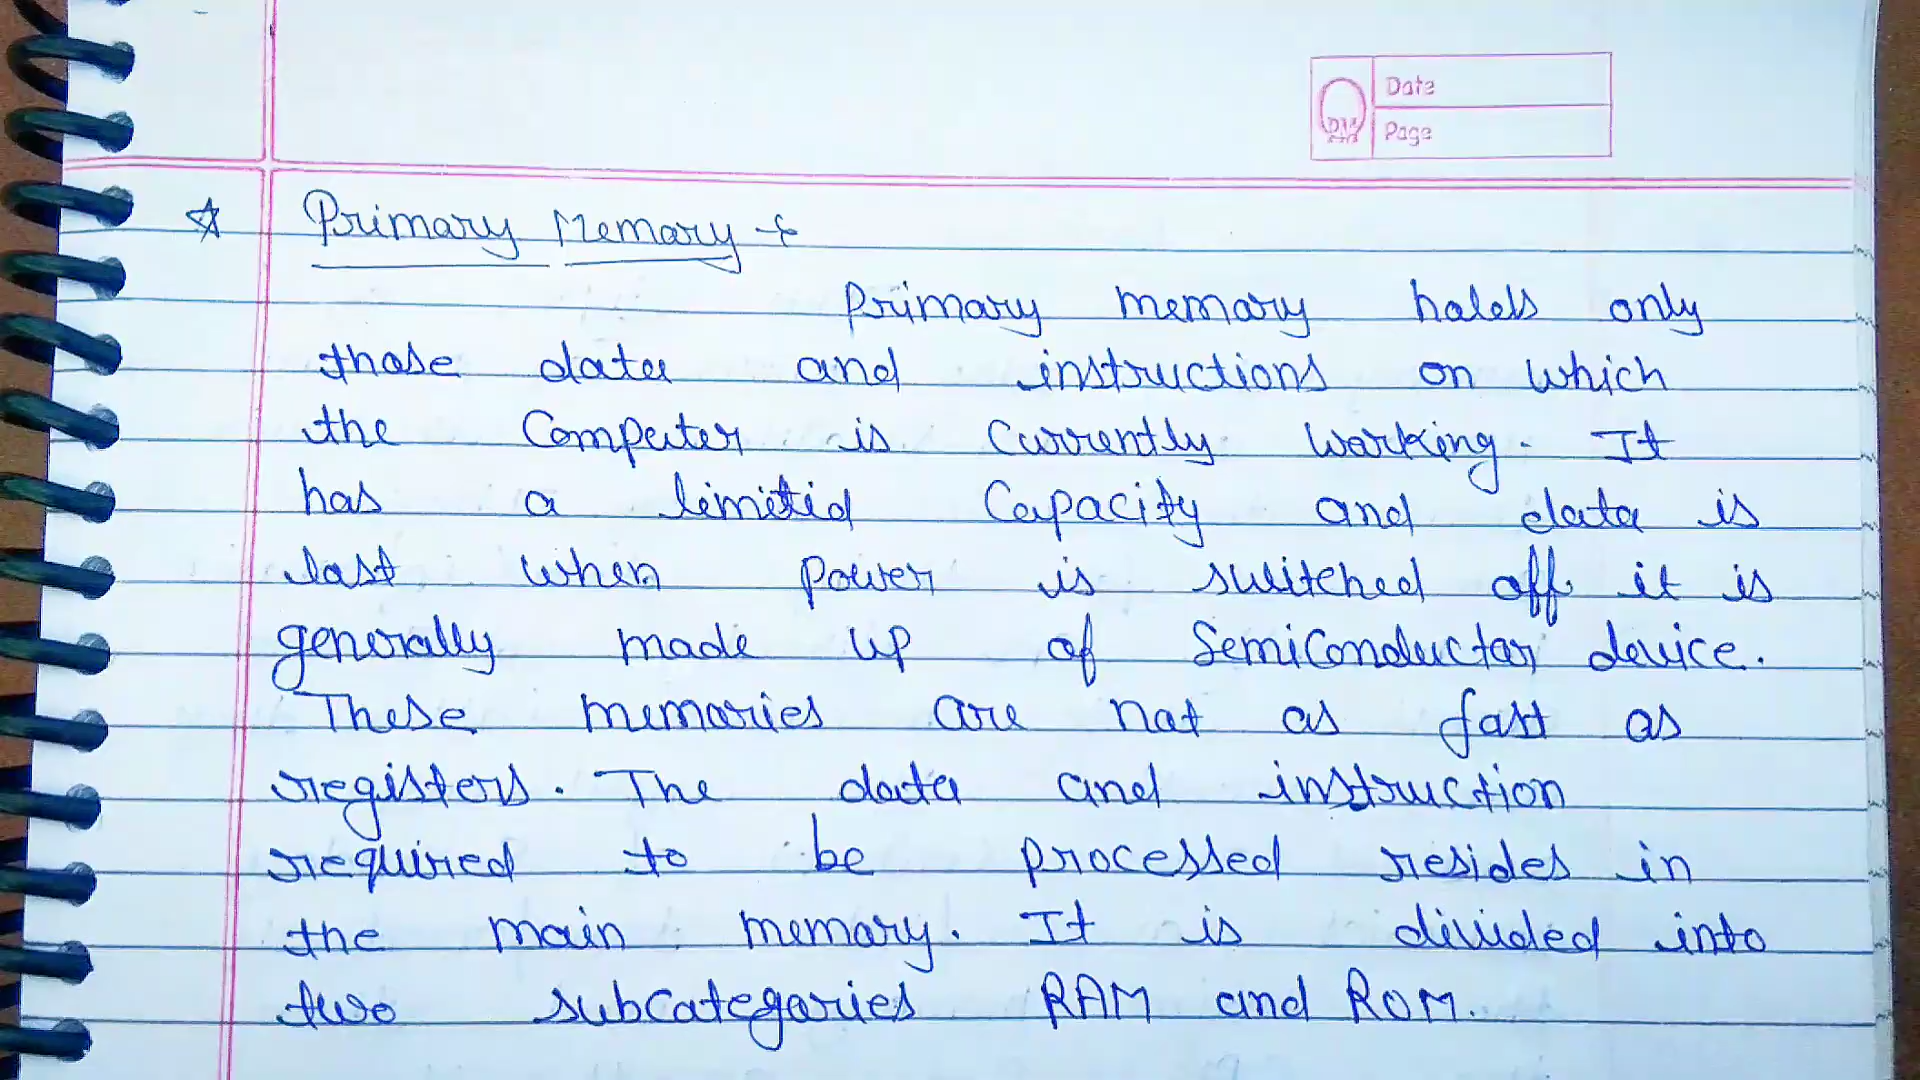 Date
Page
☆ Primary Memory :-
Primary memory holds only
those data and instructions on which
the Computer is Currently working. It
has a limited Capacity and data is
lost when power is switched off. it is
generally made up of SemiConductor device.
These memories are not as fast as
registers. The data and instruction
required to be processed resides in
the main memory. It is divided into
two subcategories RAM and ROM.